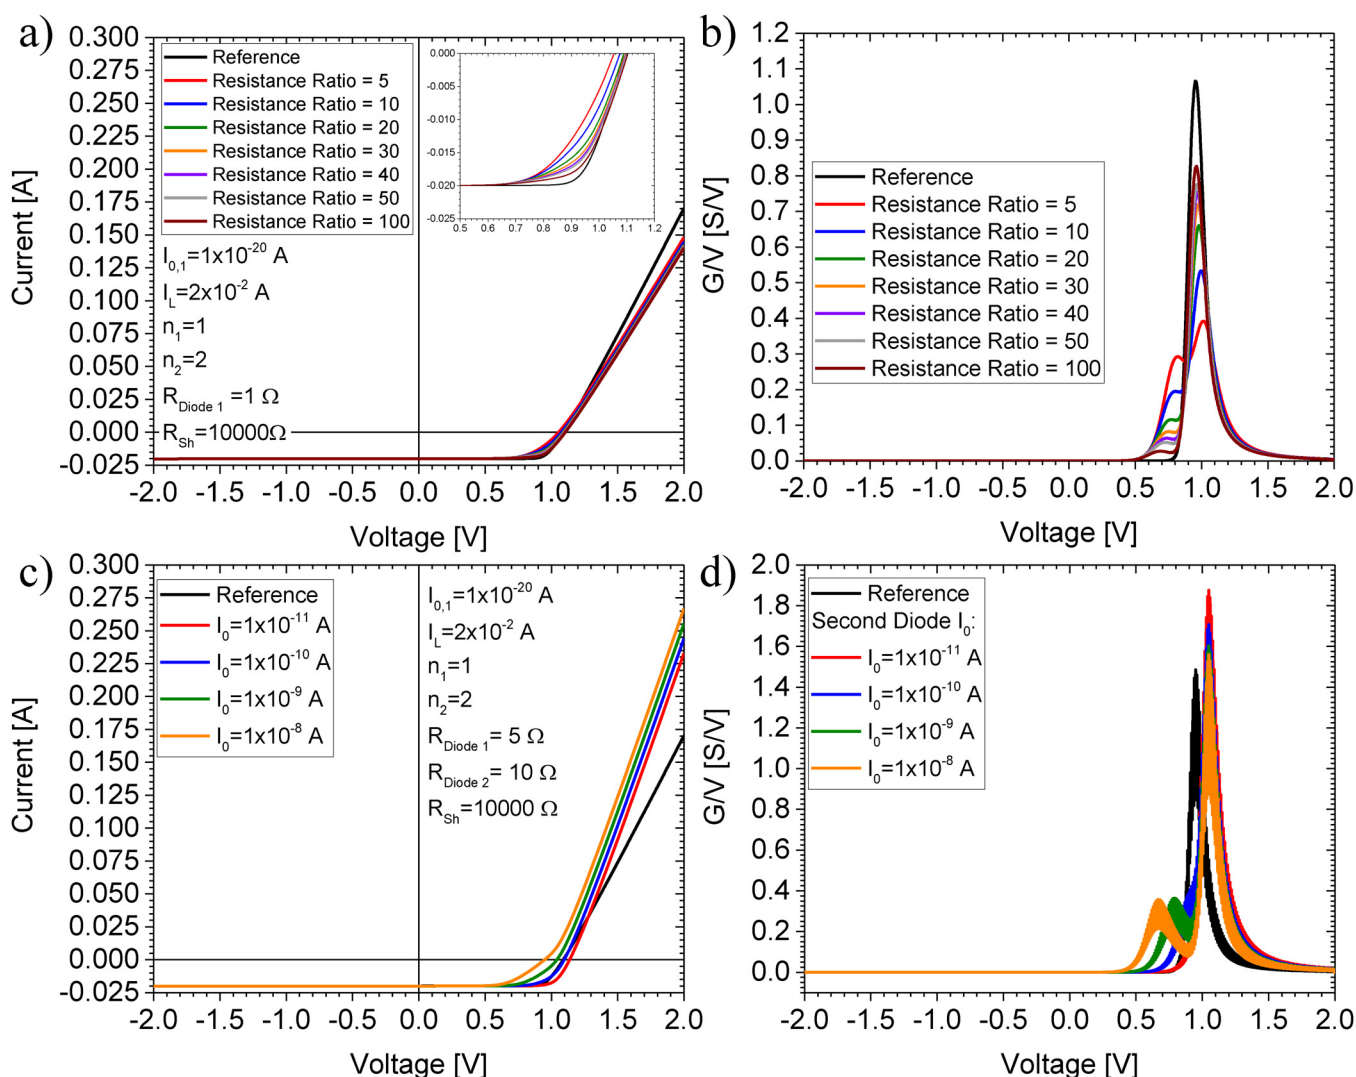 a)
0.300
0.275
0.250
0.225
0.200
0.175
0.150
0.125
0.100
0.075
0.050
0.025
0.000
-0.025
Current [A]
Reference
Resistance Ratio = 5
Resistance Ratio = 10
Resistance Ratio = 20
Resistance Ratio = 30
Resistance Ratio = 40
Resistance Ratio = 50
Resistance Ratio = 100
I0,1=1x10-20 A
IL=2x10-2 A
n1=1
n2=2
RDiode 1 =1 Ω
RSh=10000Ω
0.000
-0.005
-0.010
-0.015
-0.020
-0.025
0.5 0.6 0.7 0.8 0.9 1.0 1.1 1.2
-2.0 -1.5 -1.0 -0.5 0.0 0.5 1.0 1.5 2.0
Voltage [V]
b)
1.2
1.1
1.0
0.9
0.8
0.7
0.6
0.5
0.4
0.3
0.2
0.1
0.0
G/V [S/V]
Reference
Resistance Ratio = 5
Resistance Ratio = 10
Resistance Ratio = 20
Resistance Ratio = 30
Resistance Ratio = 40
Resistance Ratio = 50
Resistance Ratio = 100
-2.0 -1.5 -1.0 -0.5 0.0 0.5 1.0 1.5 2.0
Voltage [V]
c)
0.300
0.275
0.250
0.225
0.200
0.175
0.150
0.125
0.100
0.075
0.050
0.025
0.000
-0.025
Current [A]
Reference
I0=1x10-11 A
I0=1x10-10 A
I0=1x10-9 A
I0=1x10-8 A
I0,1=1x10-20 A
IL=2x10-2 A
n1=1
n2=2
RDiode 1= 5 Ω
RDiode 2= 10 Ω
RSh=10000 Ω
-2.0 -1.5 -1.0 -0.5 0.0 0.5 1.0 1.5 2.0
Voltage [V]
d)
2.0
1.8
1.6
1.4
1.2
1.0
0.8
0.6
0.4
0.2
0.0
G/V [S/V]
Reference
Second Diode I0:
I0=1x10-11 A
I0=1x10-10 A
I0=1x10-9 A
I0=1x10-8 A
-2.0 -1.5 -1.0 -0.5 0.0 0.5 1.0 1.5 2.0
Voltage [V]